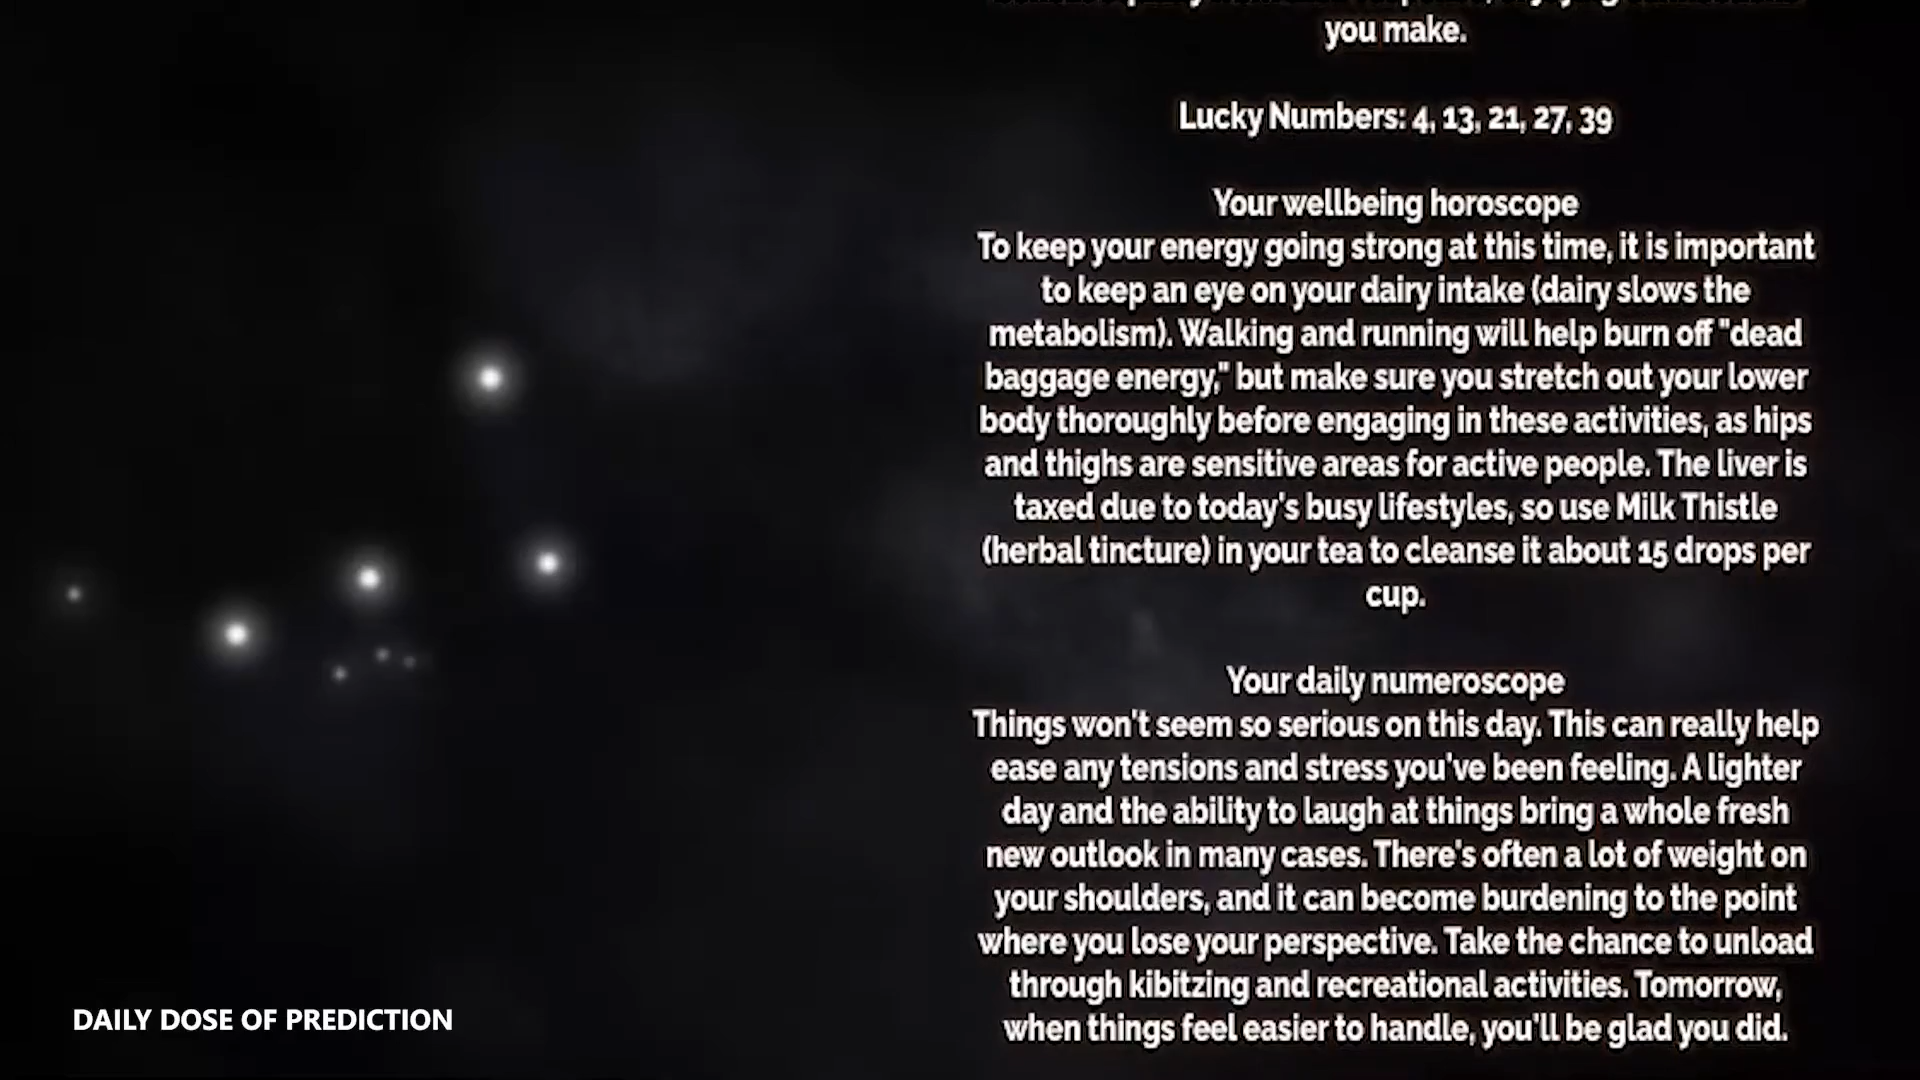 you make.
Lucky Numbers: 4, 13, 21, 27, 39
Your wellbeing horoscope
To keep your energy going strong at this time, it is important
to keep an eye on your dairy intake (dairy slows the
metabolism). Walking and running will help burn off "dead
baggage energy," but make sure you stretch out your lower
body thoroughly before engaging in these activities, as hips
and thighs are sensitive areas for active people. The liver is
taxed due to today's busy lifestyles, so use Milk Thistle
(herbal tincture) in your tea to cleanse it about 15 drops per
cup.
Your daily numeroscope
Things won't seem so serious on this day. This can really help
ease any tensions and stress you've been feeling. A lighter
day and the ability to laugh at things bring a whole fresh
new outlook in many cases. There's often a lot of weight on
your shoulders, and it can become burdening to the point
where you lose your perspective. Take the chance to unload
through kibitzing and recreational activities. Tomorrow,
when things feel easier to handle, you'll be glad you did.
DAILY DOSE OF PREDICTION